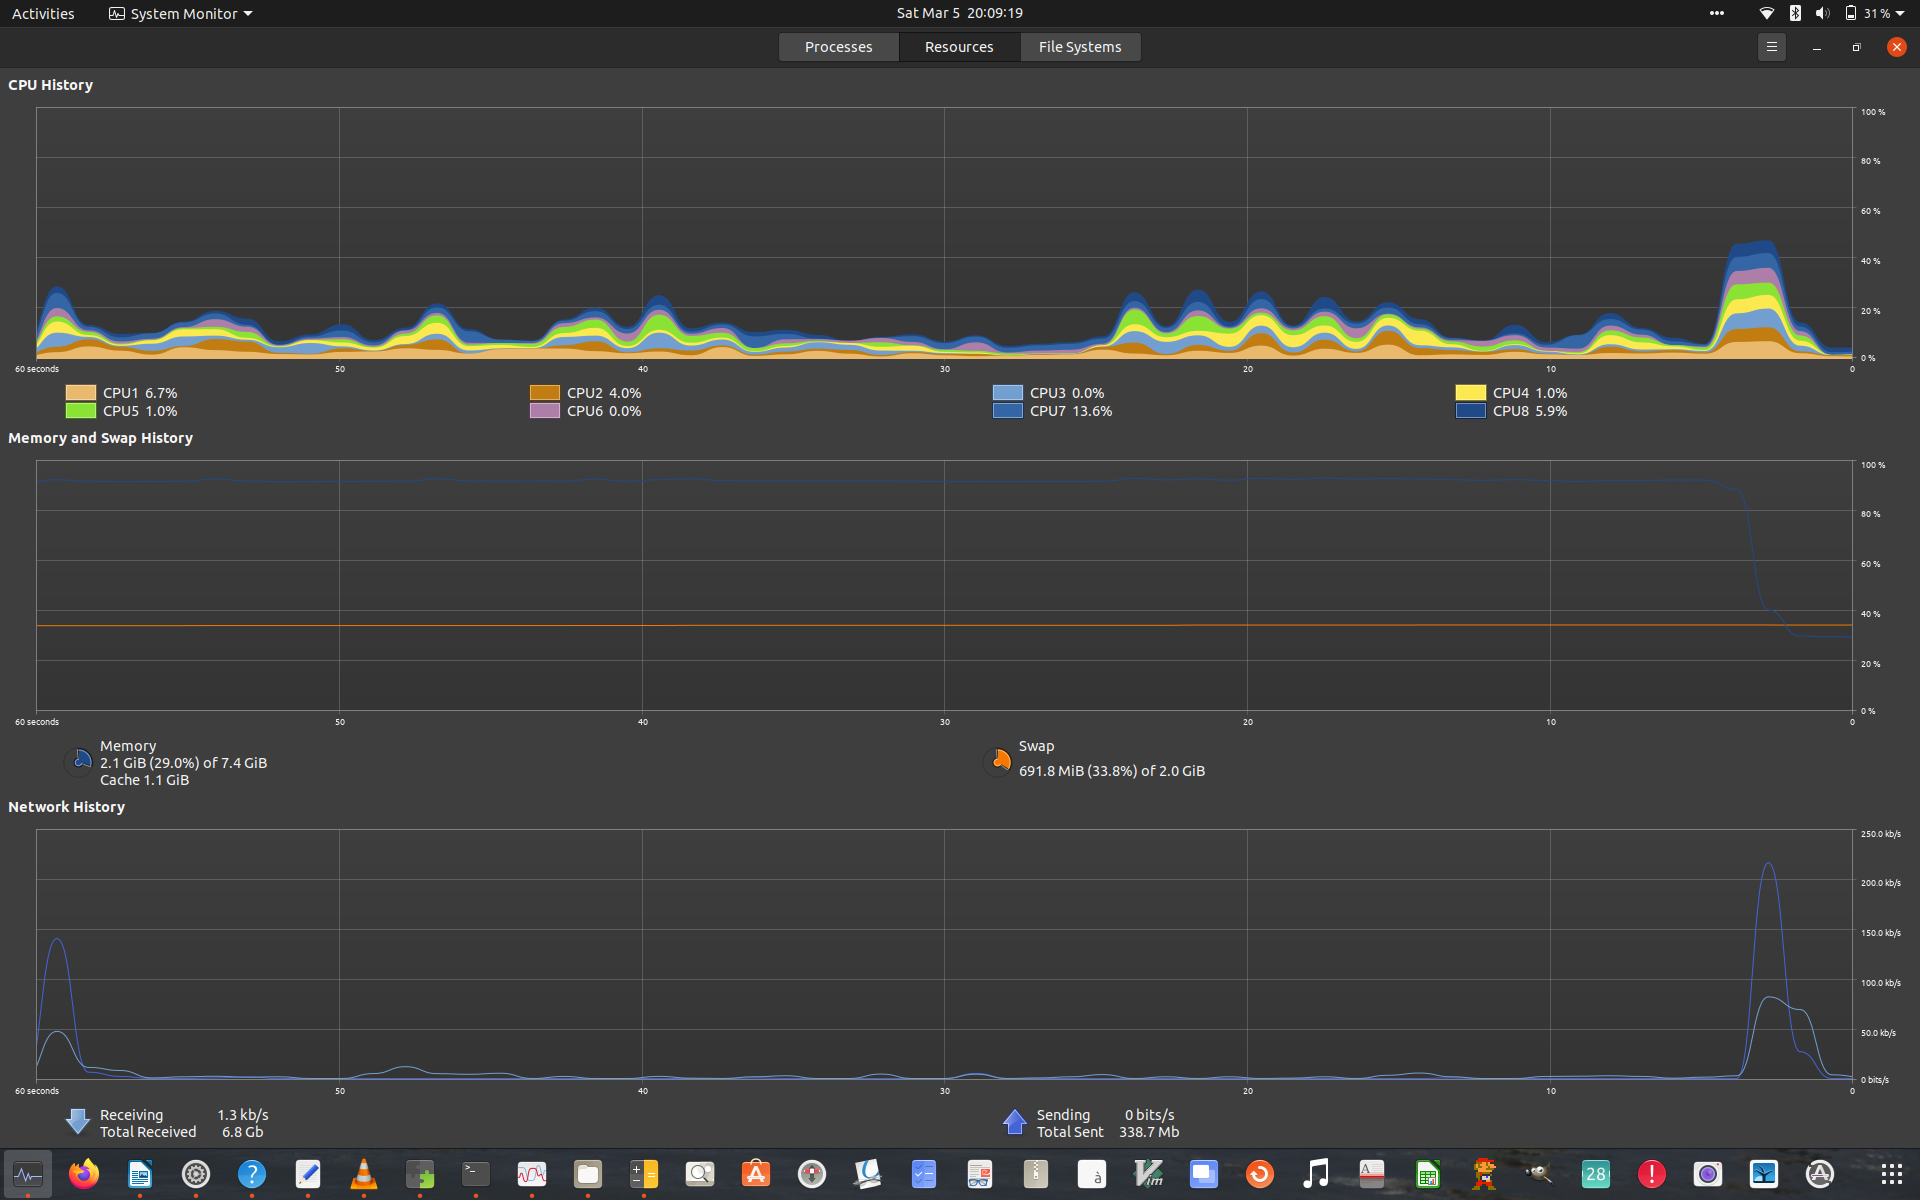 Activities System Monitor Sat Mar 5 20:09:19 31 %
Processes Resources File Systems
CPU History
100 %
80 %
60 %
40 %
20 %
0 %
60 seconds 50 40 30 20 10 0
CPU1 6.7% CPU2 4.0% CPU3 0.0% CPU4 1.0%
CPU5 1.0% CPU6 0.0% CPU7 13.6% CPU8 5.9%
Memory and Swap History
100 %
80 %
60 %
40 %
20 %
0 %
60 seconds 50 40 30 20 10 0
Memory
2.1 GiB (29.0%) of 7.4 GiB
Cache 1.1 GiB
Swap
691.8 MiB (33.8%) of 2.0 GiB
Network History
250.0 kb/s
200.0 kb/s
150.0 kb/s
100.0 kb/s
50.0 kb/s
0 bits/s
60 seconds 50 40 30 20 10 0
Receiving 1.3 kb/s Sending 0 bits/s
Total Received 6.8 Gb Total Sent 338.7 Mb
? >_ A à Vim A 28 !